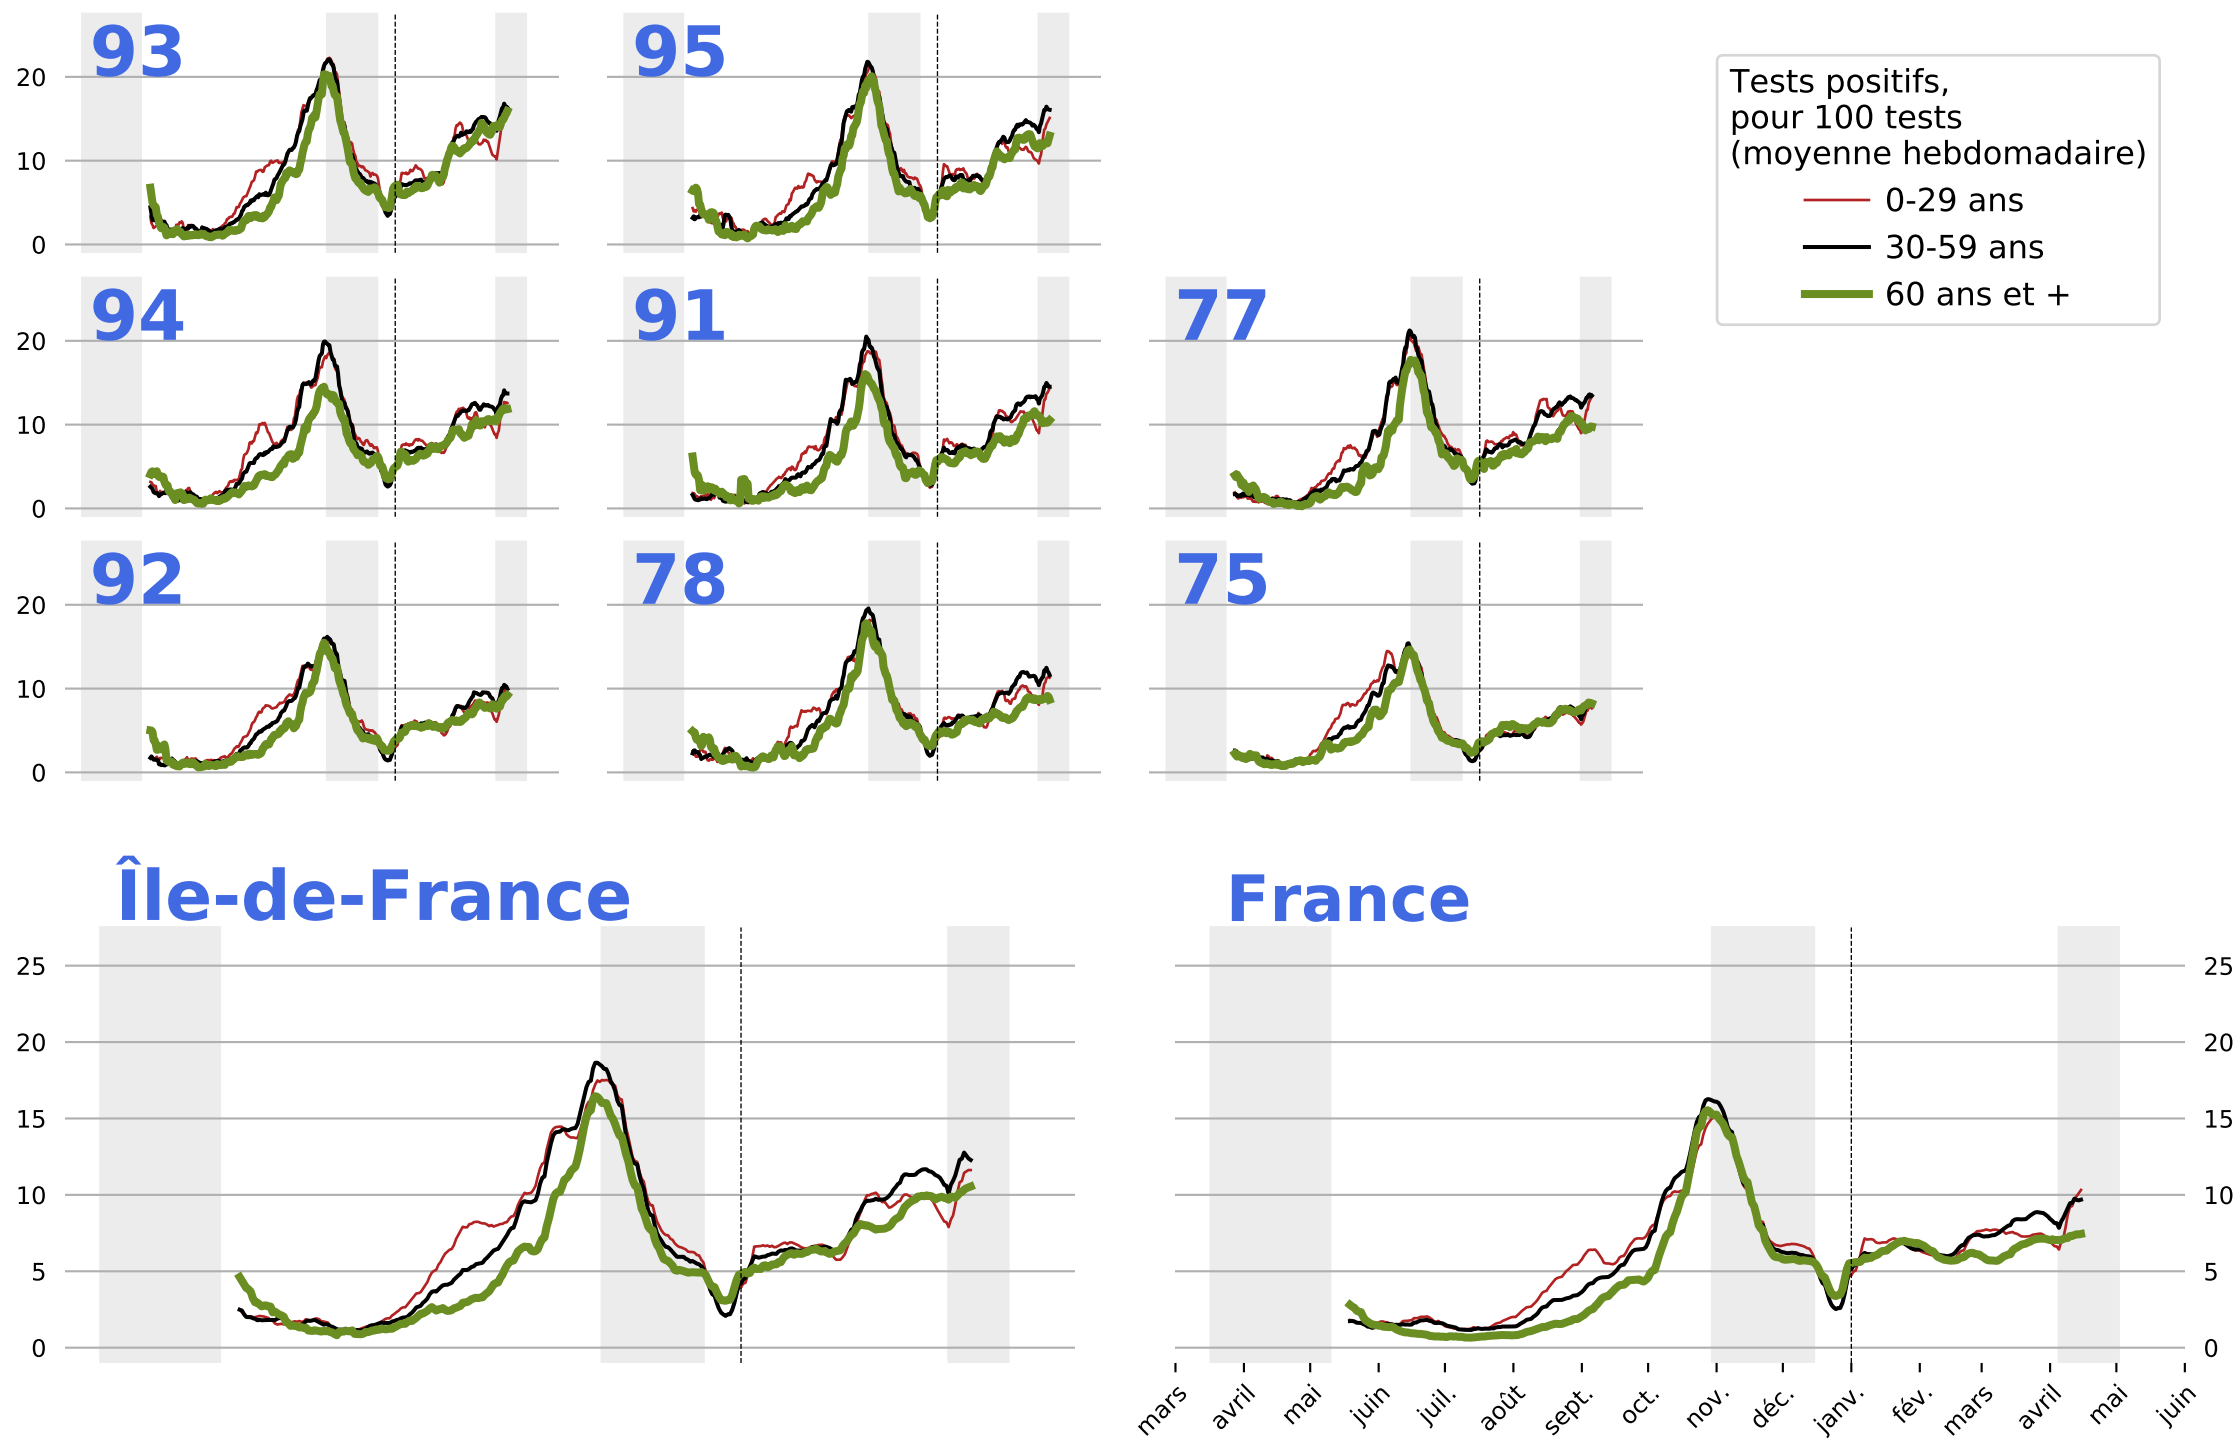 93
95
20
10
0
Tests positifs,
pour 100 tests
(moyenne hebdomadaire)
0-29 ans
30-59 ans
60 ans et +
94
91
77
20
10
0
92
78
75
20
10
0
Île-de-France
France
25
20
15
10
5
0
25
20
15
10
5
0
mars
avril
mai
juin
juil.
août
sept.
oct.
nov.
déc.
janv.
fév.
mars
avril
mai
juin